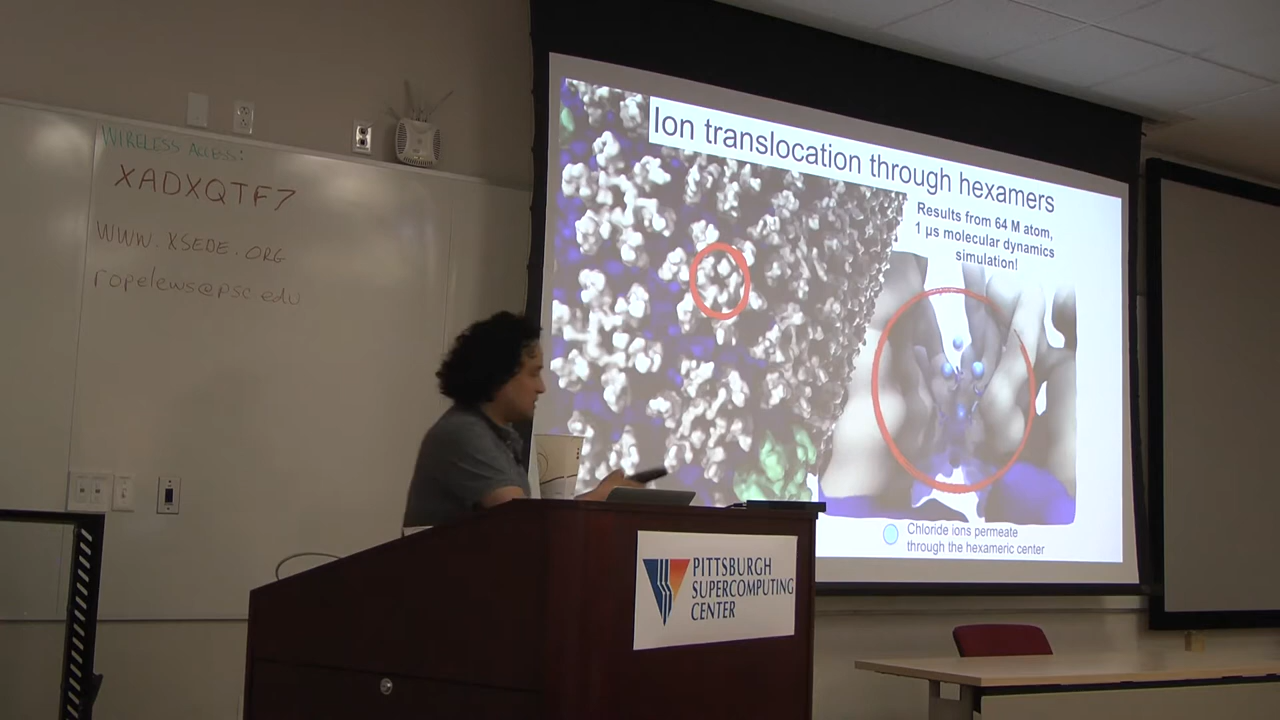 WIRELESS ACCESS:
XADXQTF7
WWW.XSEDE.ORG
ropelews@psc.edu
Ion translocation through hexamers
Results from 64 M atom,
1 µs molecular dynamics
simulation!
Chloride ions permeate
through the hexameric center
PITTSBURGH
SUPERCOMPUTING
CENTER